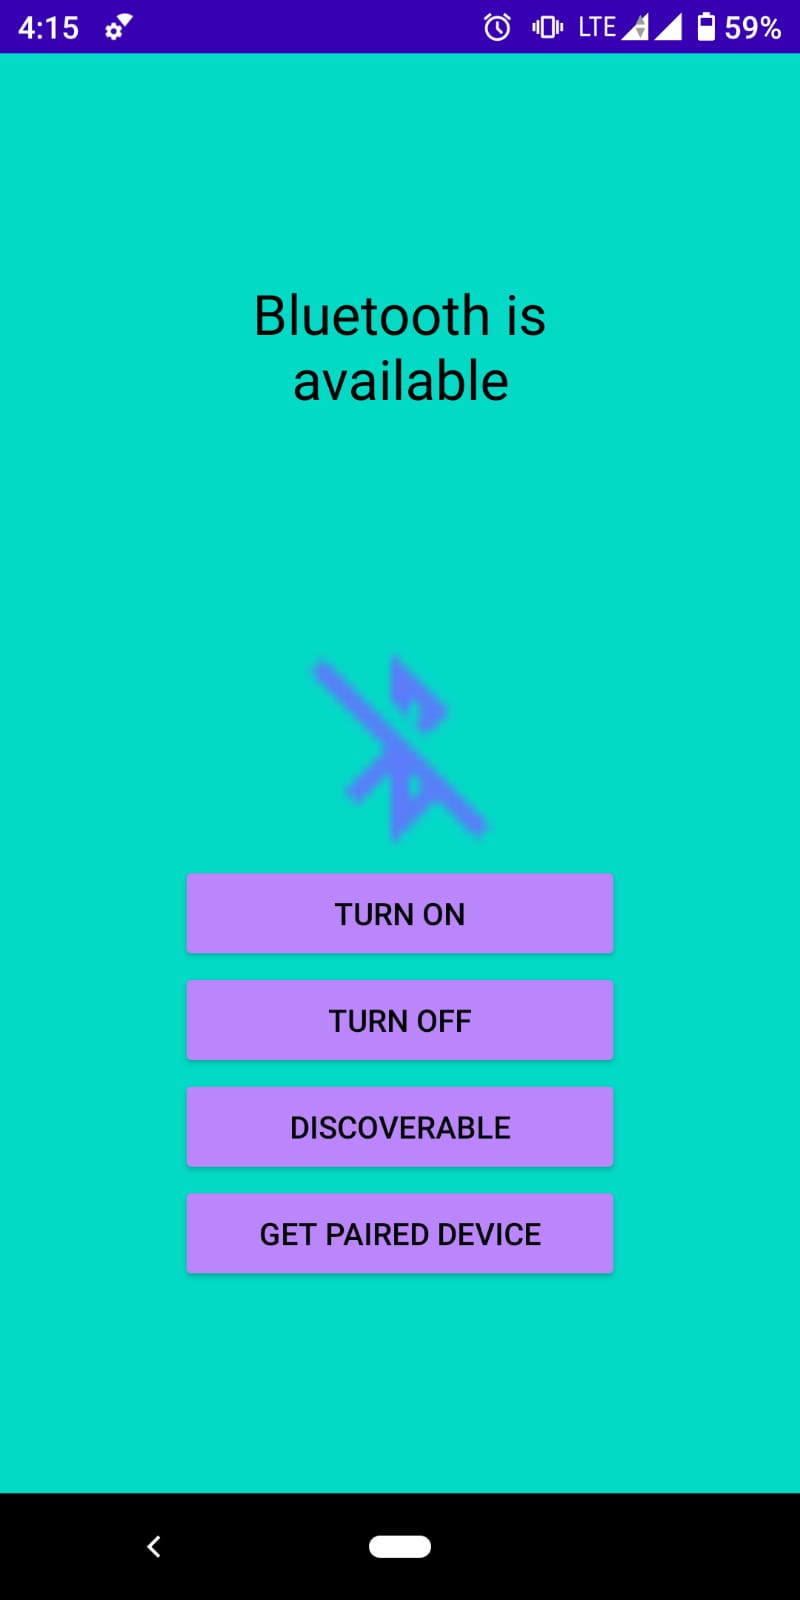 4:15 LTE 59%
Bluetooth is
available
TURN ON
TURN OFF
DISCOVERABLE
GET PAIRED DEVICE